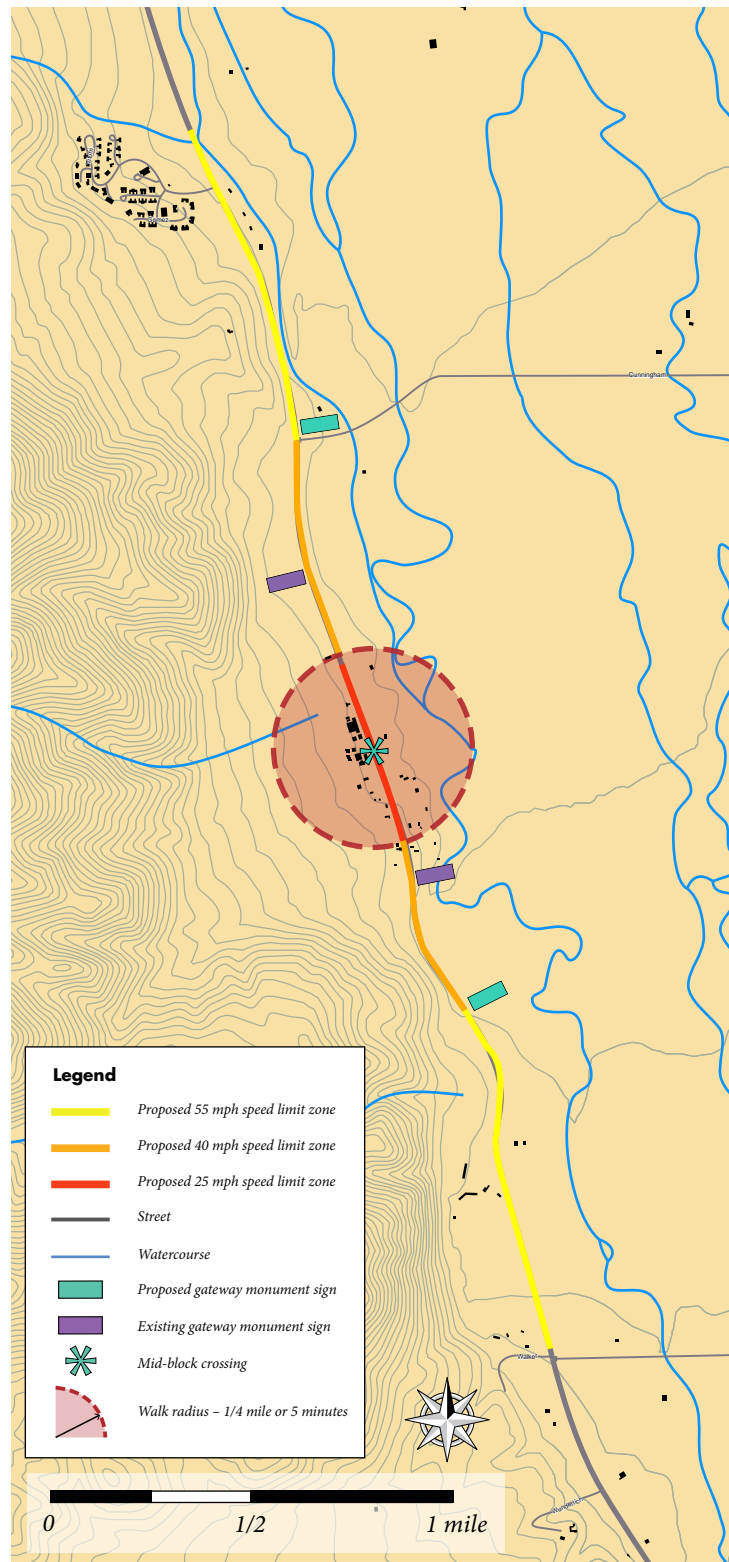 Gomez
Cunningham
Legend
Proposed 55 mph speed limit zone
Proposed 40 mph speed limit zone
Proposed 25 mph speed limit zone
Street
Watercourse
Proposed gateway monument sign
Existing gateway monument sign
Mid-block crossing
Walk radius – 1/4 mile or 5 minutes
Walker
0 1/2 1 mile